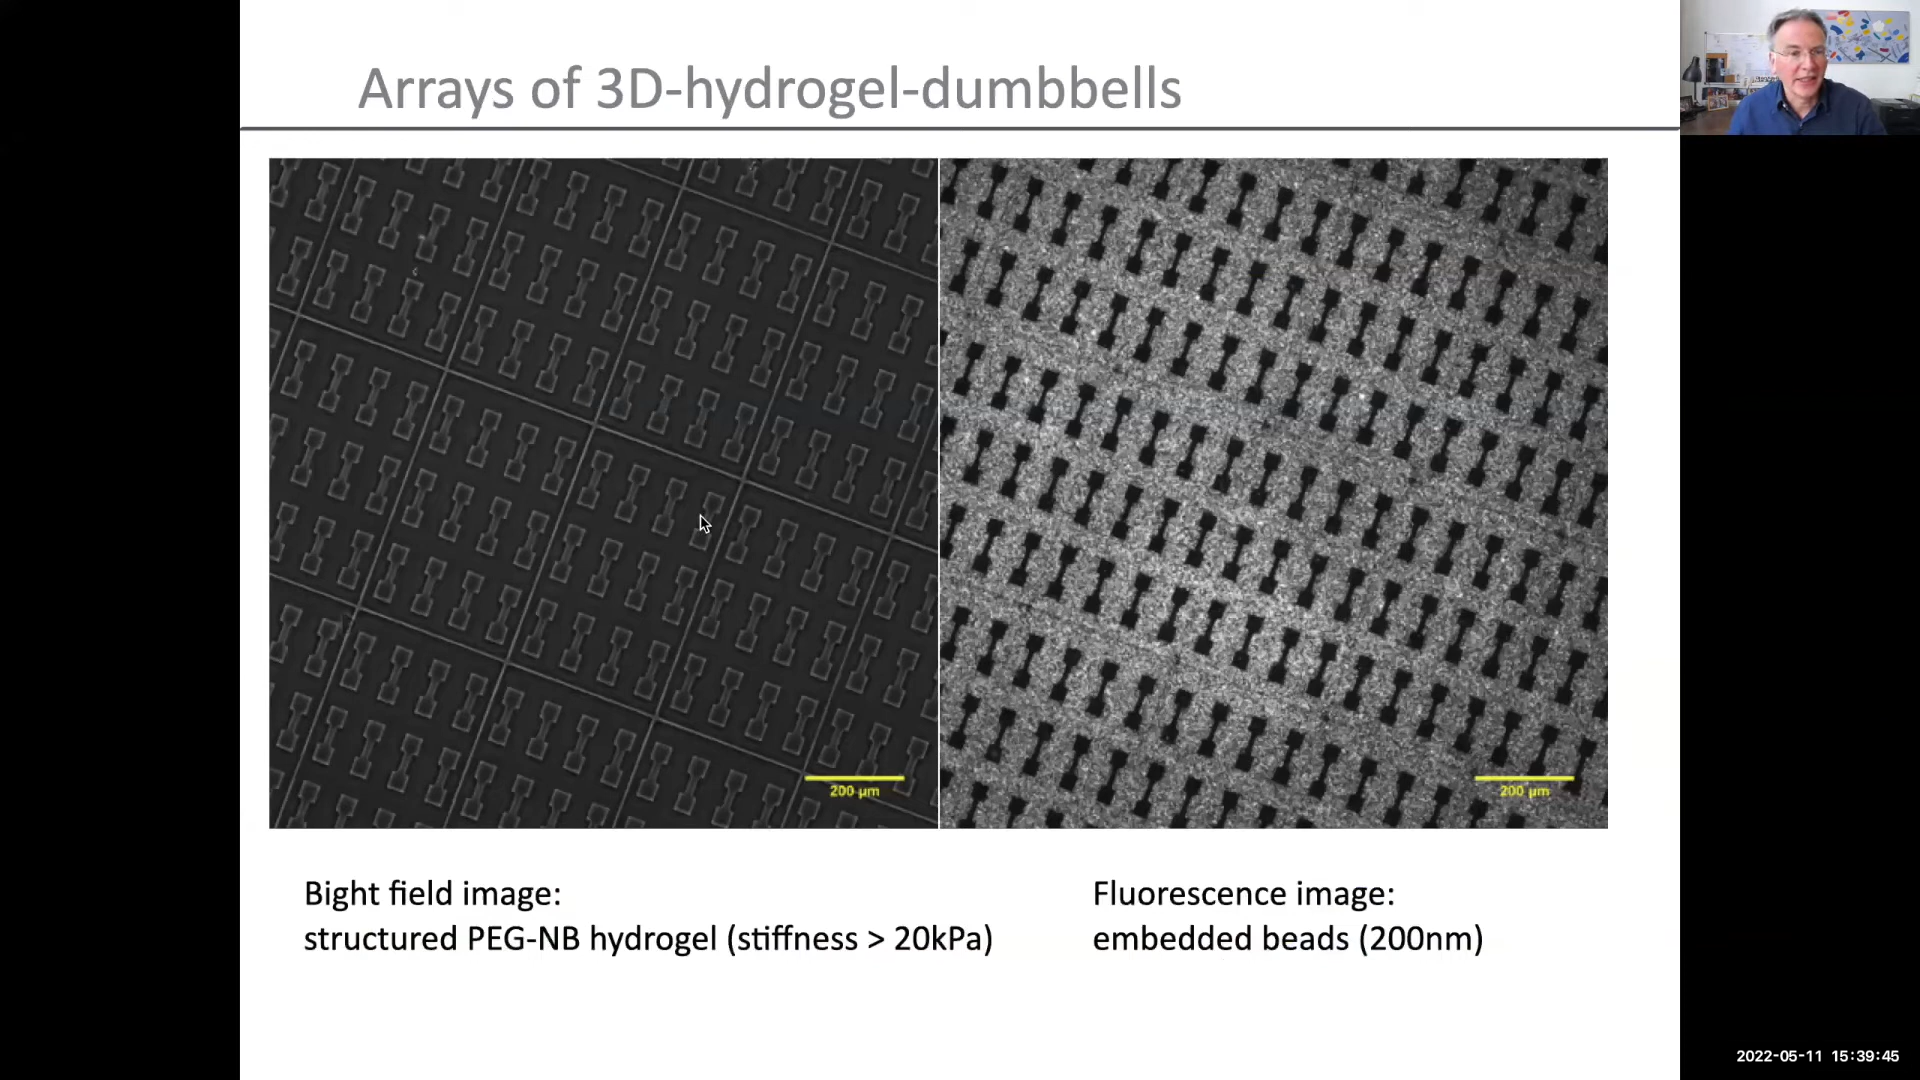 Arrays of 3D-hydrogel-dumbbells
200 µm
200 µm
Bight field image:
structured PEG-NB hydrogel (stiffness > 20kPa)
Fluorescence image:
embedded beads (200nm)
2022-05-11 15:39:45